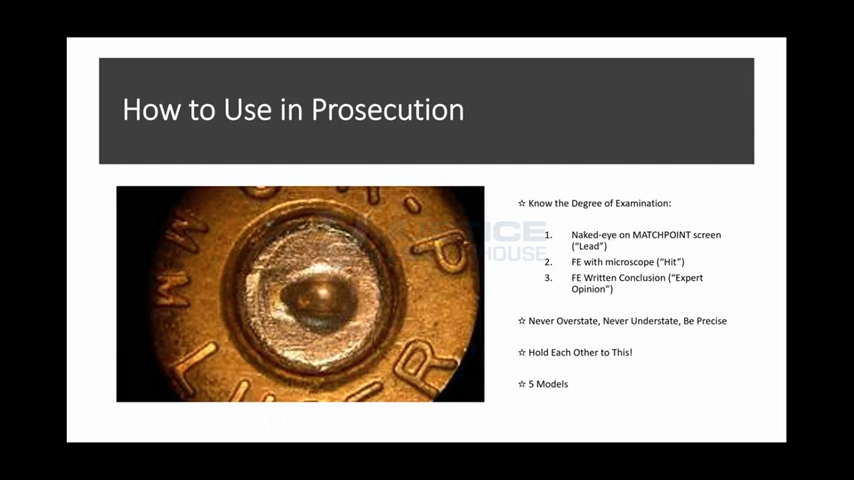 How to Use in Prosecution
☆ Know the Degree of Examination:
1. Naked-eye on MATCHPOINT screen
("Lead")
2. FE with microscope ("Hit")
3. FE Written Conclusion ("Expert
Opinion")
☆ Never Overstate, Never Understate, Be Precise
☆ Hold Each Other to This!
☆ 5 Models
LUGER